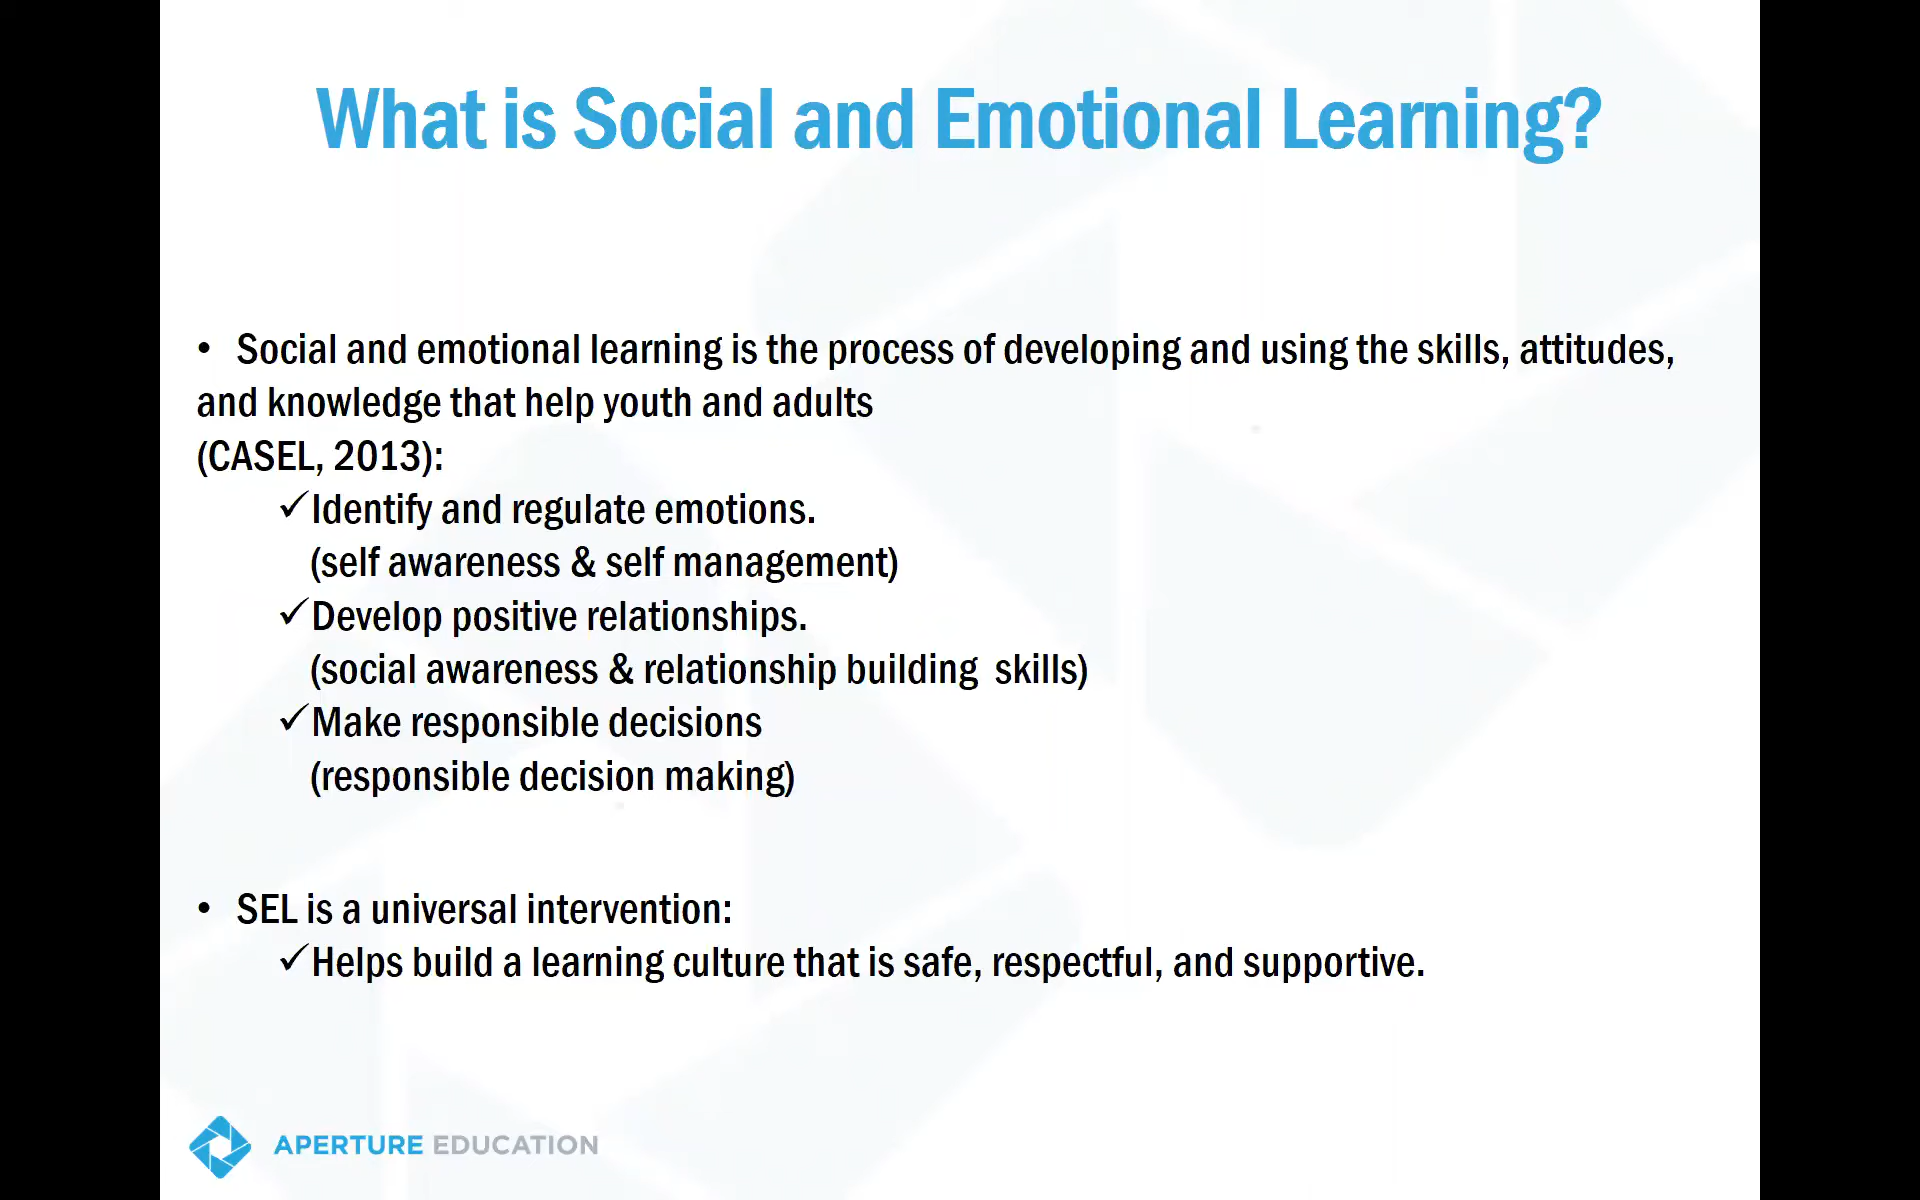 What is Social and Emotional Learning?
• Social and emotional learning is the process of developing and using the skills, attitudes,
and knowledge that help youth and adults
(CASEL, 2013):
✓Identify and regulate emotions.
(self awareness & self management)
✓Develop positive relationships.
(social awareness & relationship building  skills)
✓Make responsible decisions
(responsible decision making)
• SEL is a universal intervention:
✓Helps build a learning culture that is safe, respectful, and supportive.
APERTURE EDUCATION